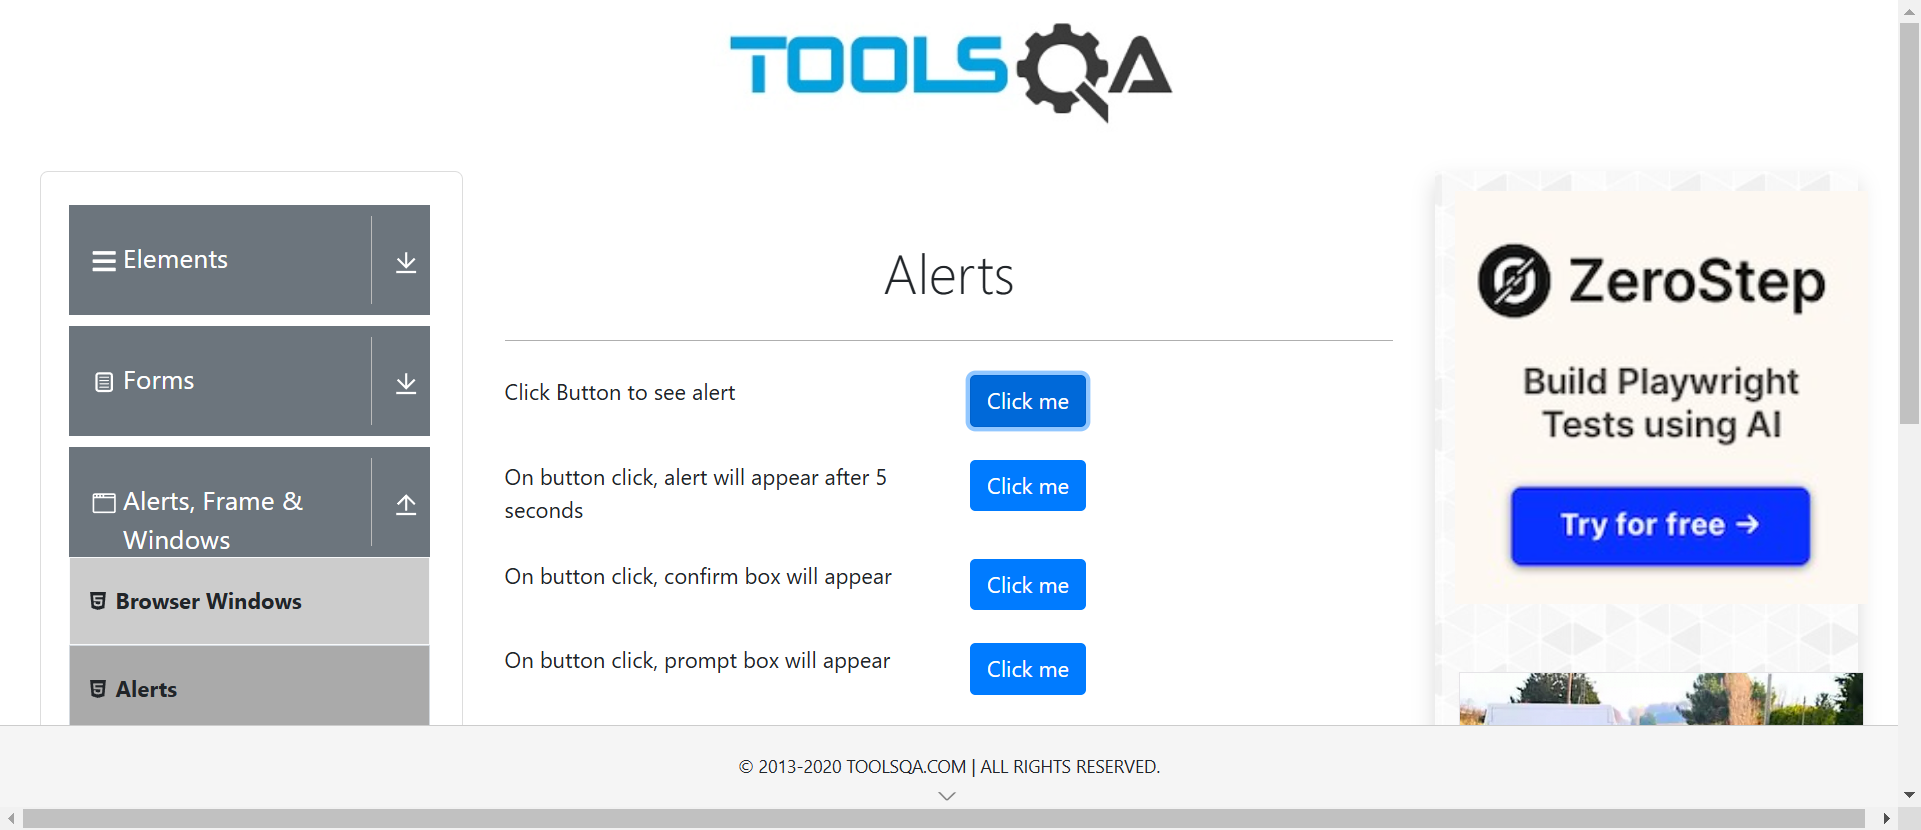 TOOLSQA
Elements
Forms
Alerts, Frame &
Windows
Browser Windows
Alerts
Alerts
Click Button to see alert
Click me
On button click, alert will appear after 5
seconds
Click me
On button click, confirm box will appear
Click me
On button click, prompt box will appear
Click me
ZeroStep
Build Playwright
Tests using AI
Try for free →
© 2013-2020 TOOLSQA.COM | ALL RIGHTS RESERVED.